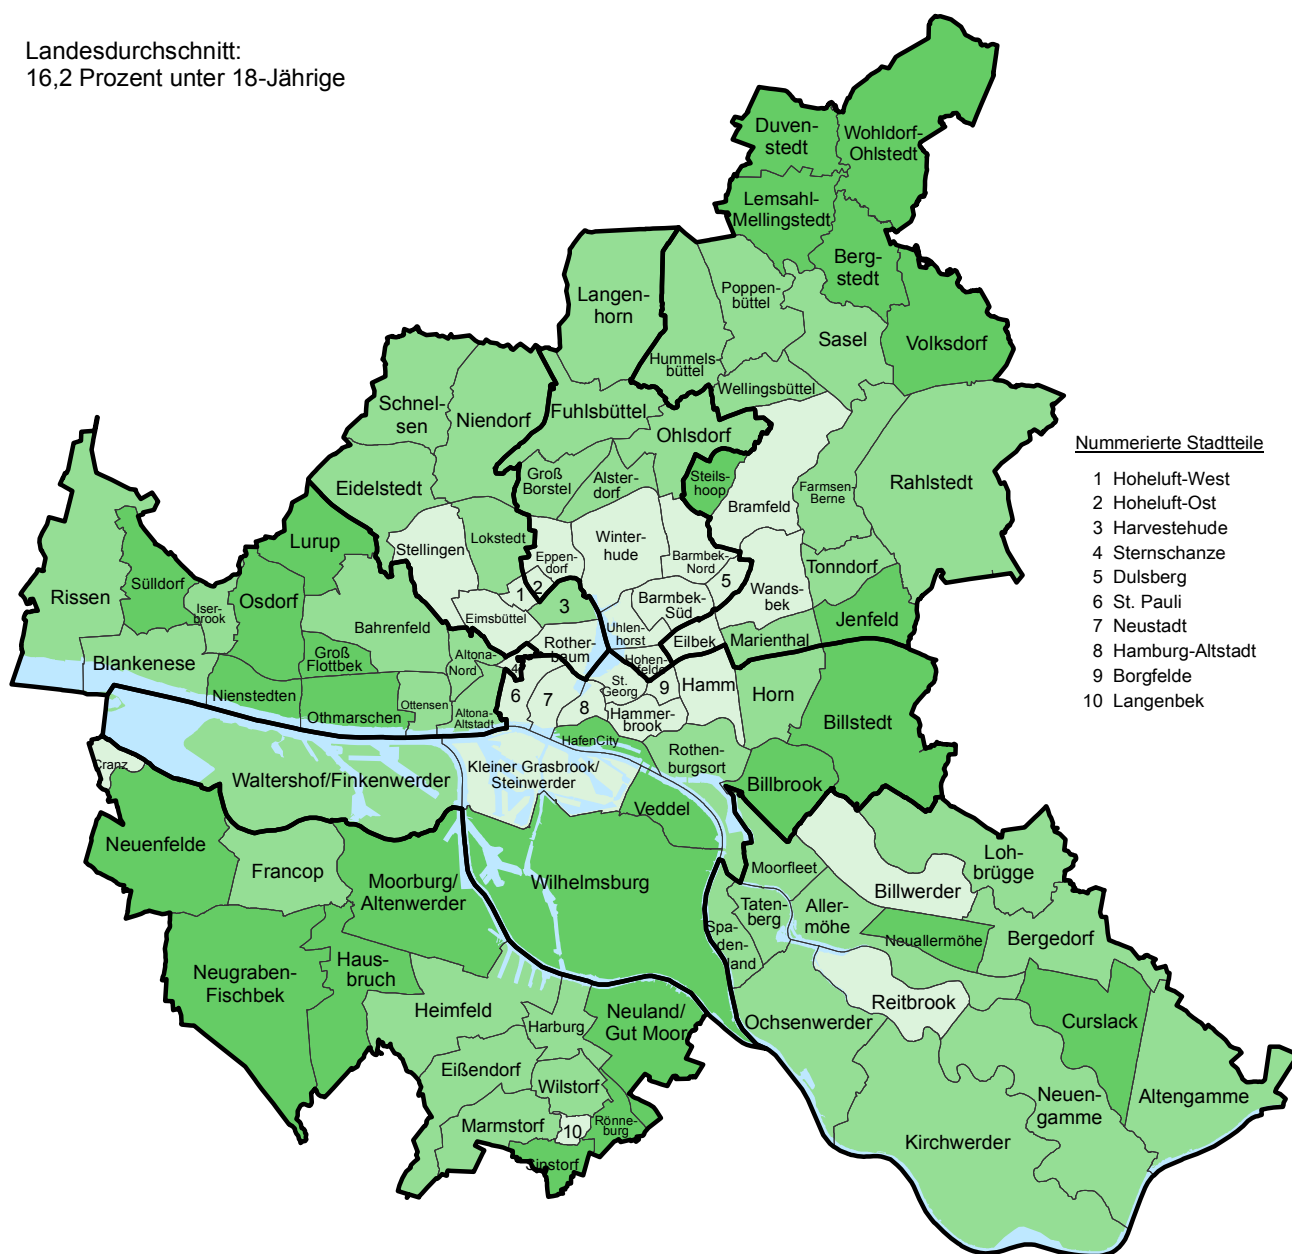 Landesdurchschnitt:
16,2 Prozent unter 18-Jährige
Duven-
stedt
Wohldorf-
Ohlstedt
Lemsahl-
Mellingstedt
Berg-
stedt
Langen-
horn
Poppen-
büttel
Sasel
Volksdorf
Hummels-
büttel
Wellingsbüttel
Schnel-
sen
Niendorf
Fuhlsbüttel
Ohlsdorf
Nummerierte Stadtteile
1 Hoheluft-West
2 Hoheluft-Ost
3 Harvestehude
4 Sternschanze
5 Dulsberg
6 St. Pauli
7 Neustadt
8 Hamburg-Altstadt
9 Borgfelde
10 Langenbek
Eidelstedt
Groß
Borstel
Alster-
dorf
Steils-
hoop
Bramfeld
Farmsen-
Berne
Rahlstedt
Lurup
Stellingen
Lokstedt
Eppen-
dorf
Winter-
hude
Barmbek-
Nord
5
Wands-
bek
Tonndorf
Rissen
Sülldorf
Iser-
brook
Osdorf
Bahrenfeld
Eimsbüttel
1
2
3
Barmbek-
Süd
Uhlen-
horst
Eilbek
Marienthal
Jenfeld
Blankenese
Groß
Flottbek
Altona-
Nord
Rother-
baum
Hohen-
felde
Nienstedten
Othmarschen
Ottensen
Altona-
Altstadt
4
6
7
8
St.
Georg
9
Hamm
Horn
Billstedt
Hammer-
brook
HafenCity
Rothen-
burgsort
Billbrook
Cranz
Waltershof/Finkenwerder
Kleiner Grasbrook/
Steinwerder
Veddel
Neuenfelde
Francop
Moorburg/
Altenwerder
Wilhelmsburg
Moorfleet
Billwerder
Loh-
brügge
Taten-
berg
Aller-
möhe
Neuallermöhe
Bergedorf
Spa-
den-
land
Neugraben-
Fischbek
Haus-
bruch
Heimfeld
Harburg
Neuland/
Gut Moor
Ochsenwerder
Reitbrook
Curslack
Eißendorf
Wilstorf
Neuen-
gamme
Altengamme
Marmstorf
10
Rönne-
burg
Kirchwerder
Sinstorf